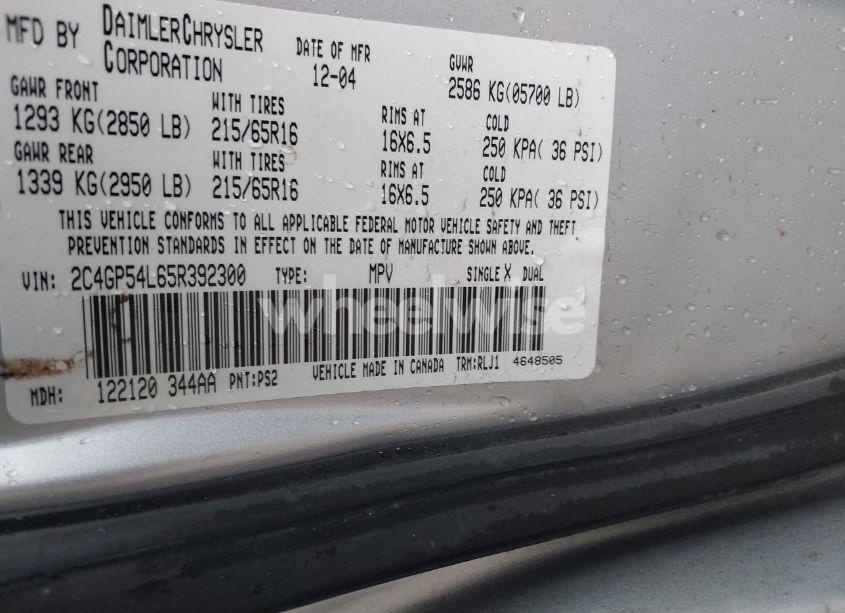 MFD BY DAIMLERCHRYSLER CORPORATION DATE OF MFR 12-04 GVWR 2586 KG(05700 LB)
GAWR FRONT WITH TIRES RIMS AT COLD
1293 KG(2850 LB) 215/65R16 16X6.5 250 KPA( 36 PSI)
GAWR REAR WITH TIRES RIMS AT COLD
1339 KG(2950 LB) 215/65R16 16X6.5 250 KPA( 36 PSI)
THIS VEHICLE CONFORMS TO ALL APPLICABLE FEDERAL MOTOR VEHICLE SAFETY AND THEFT
PREVENTION STANDARDS IN EFFECT ON THE DATE OF MANUFACTURE SHOWN ABOVE.
VIN: 2C4GP54L65R392300 TYPE: MPV SINGLE X DUAL
wheelwise
MDH: 122120 344AA PNT:PS2 VEHICLE MADE IN CANADA TRM:RLJ1 4648505